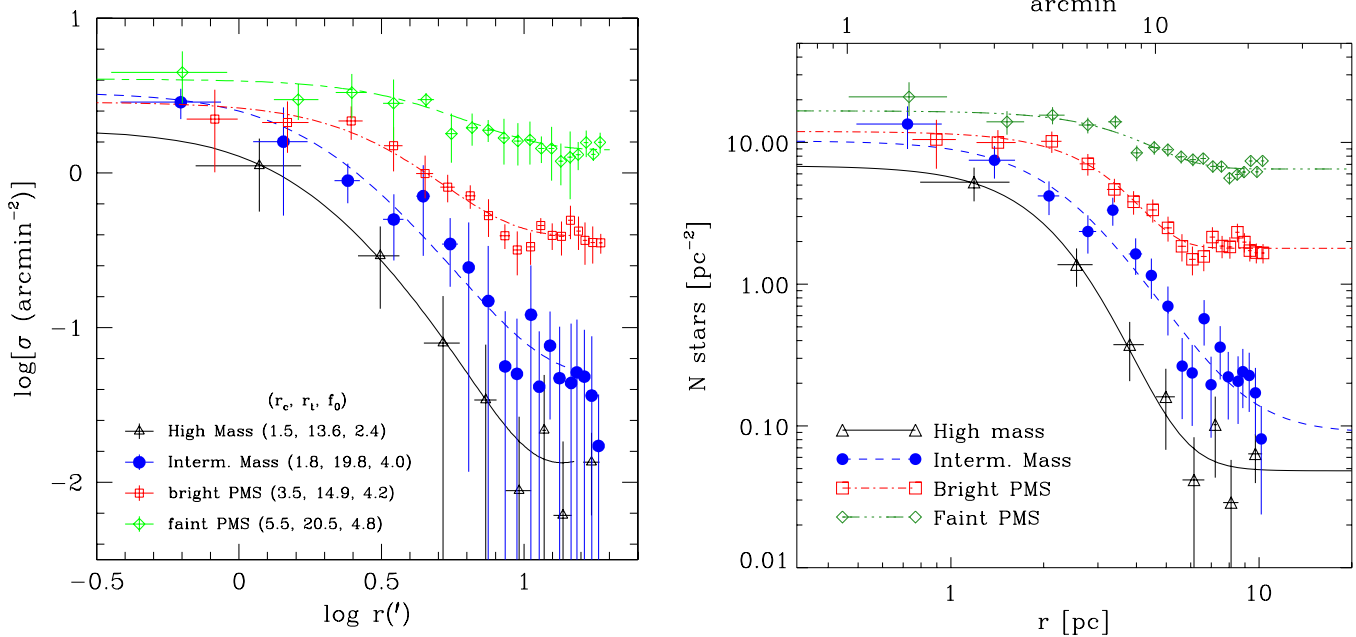 1
0
−1
−2
log[σ (arcmin⁻²)]
(r_c, r_t, f_0)
High Mass (1.5, 13.6, 2.4)
Interm. Mass (1.8, 19.8, 4.0)
bright PMS (3.5, 14.9, 4.2)
faint PMS (5.5, 20.5, 4.8)
−0.5 0 0.5 1
log r(′)
arcmin
1 10
10.00
1.00
0.10
0.01
N stars [pc⁻²]
High mass
Interm. Mass
Bright PMS
Faint PMS
1 10
r [pc]